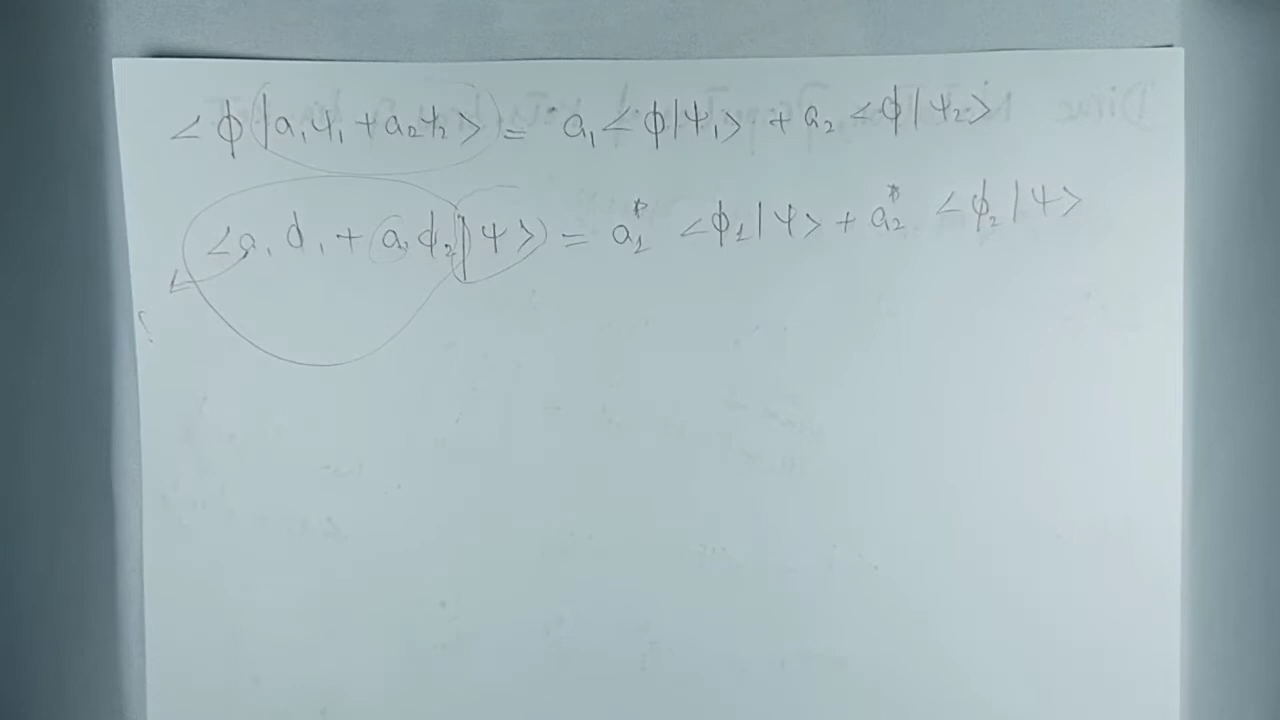 <ϕ|a₁ψ₁ + a₂ψ₂> = a₁<ϕ|ψ₁> + a₂<ϕ|ψ₂>
<a₁ϕ₁ + a₂ϕ₂|ψ> = a₁* <ϕ₁|ψ> + a₂* <ϕ₂|ψ>